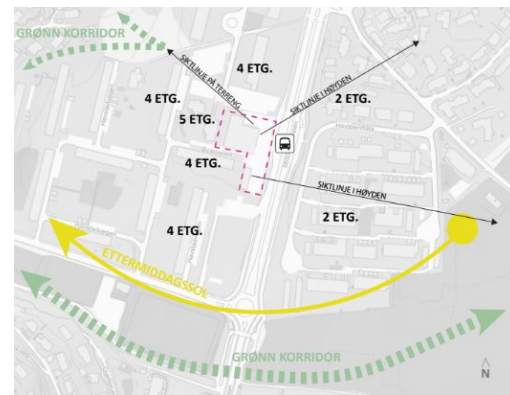 GRØNN KORRIDOR
4 ETG.
SIKTLINJE PÅ TERRENG
SIKTLINJE I HØYDEN
4 ETG.
2 ETG.
5 ETG.
4 ETG.
SIKTLINJE I HØYDEN
4 ETG.
2 ETG.
ETTERMIDDAGSSOL
GRØNN KORRIDOR
N